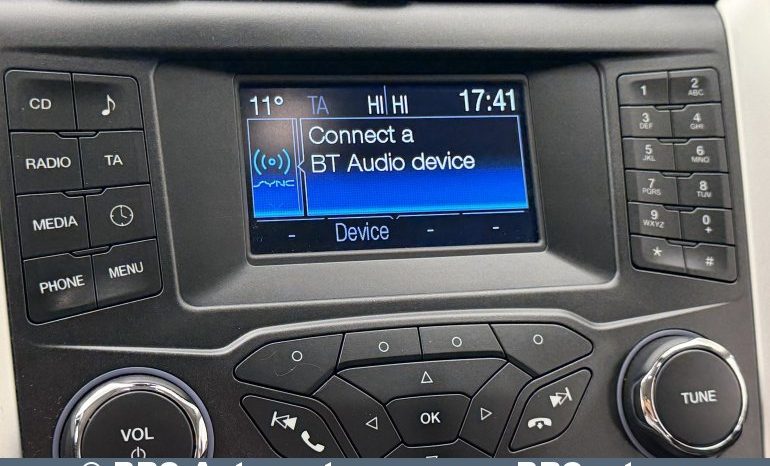 11° TA HI HI 17:41
Connect a
BT Audio device
SYNC
- Device - -
CD
RADIO TA
MEDIA
PHONE MENU
1 2 ABC
3 DEF 4 GHI
5 JKL 6 MNO
7 PQRS 8 TUV
9 WXYZ 0 +
* #
OK
VOL
TUNE